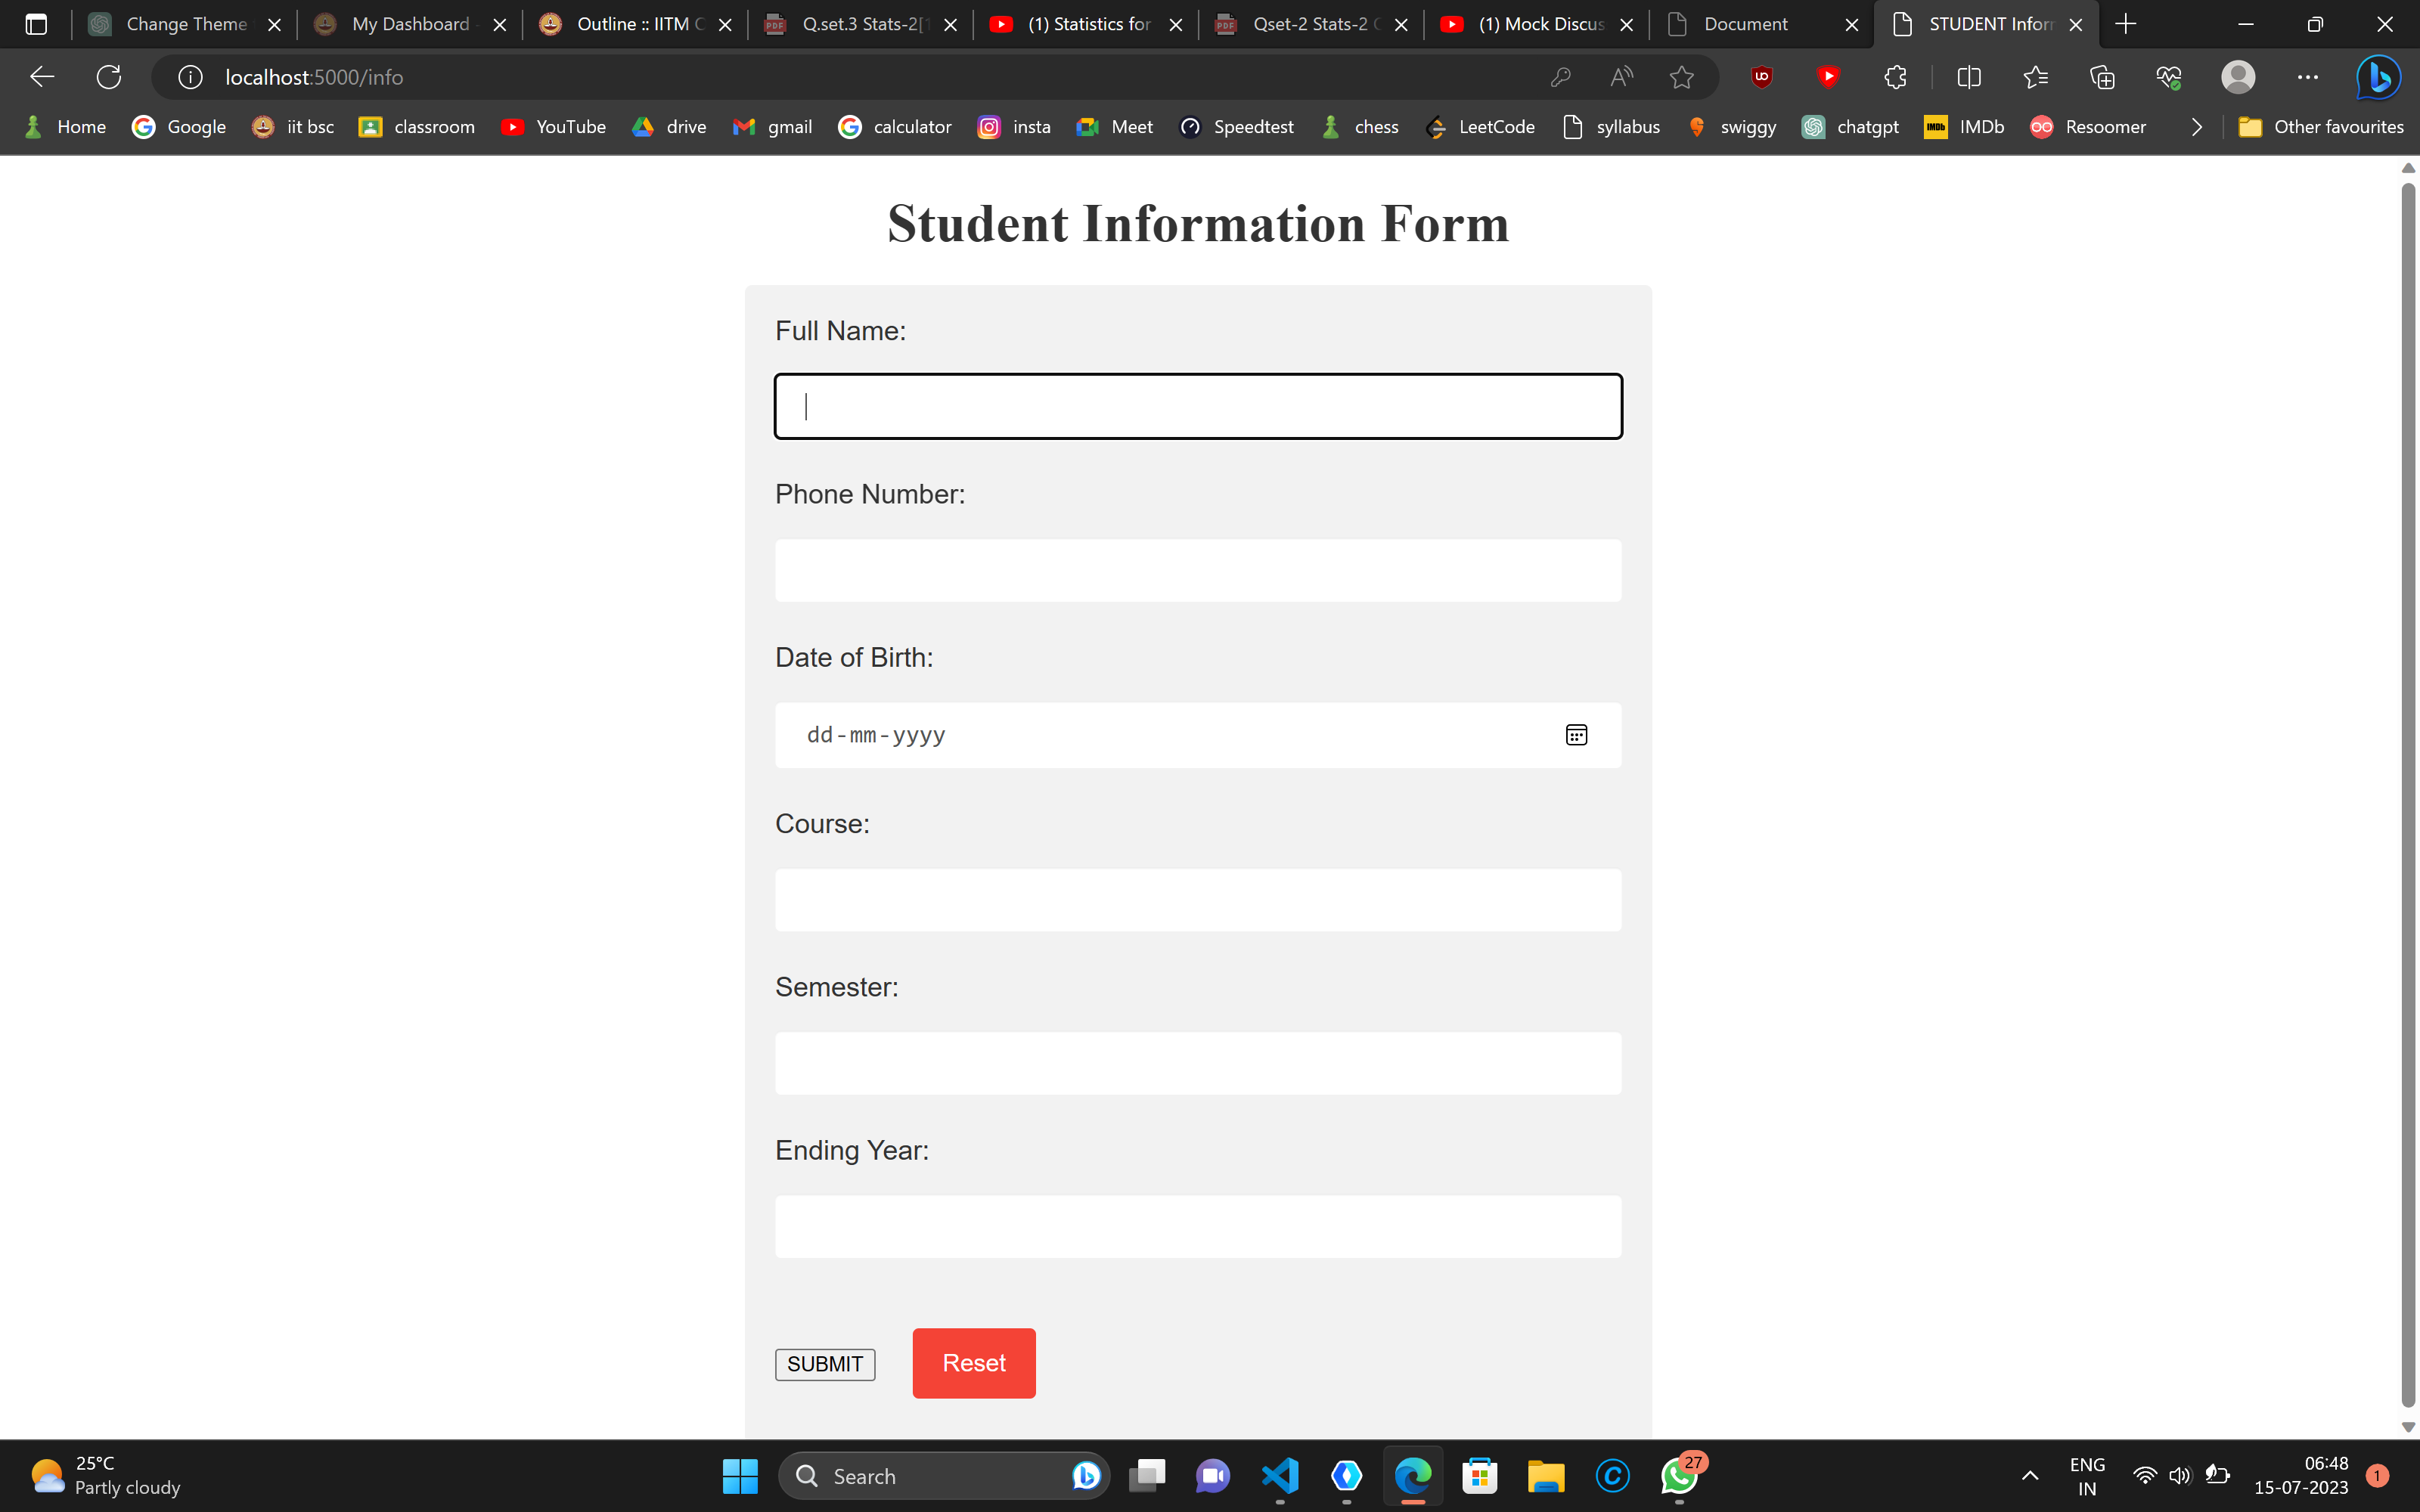 Change Theme
My Dashboard
Outline :: IITM
Q.set.3 Stats-2[1
(1) Statistics for
Qset-2 Stats-2
(1) Mock Discus
Document
STUDENT Infor
localhost:5000/info
Home Google iit bsc classroom YouTube drive gmail calculator insta Meet Speedtest chess LeetCode syllabus swiggy chatgpt IMDb Resoomer Other favourites
Student Information Form
Full Name:
Phone Number:
Date of Birth:
dd-mm-yyyy
Course:
Semester:
Ending Year:
SUBMIT Reset
25°C
Partly cloudy
Search
27
ENG
IN
06:48
15-07-2023
1